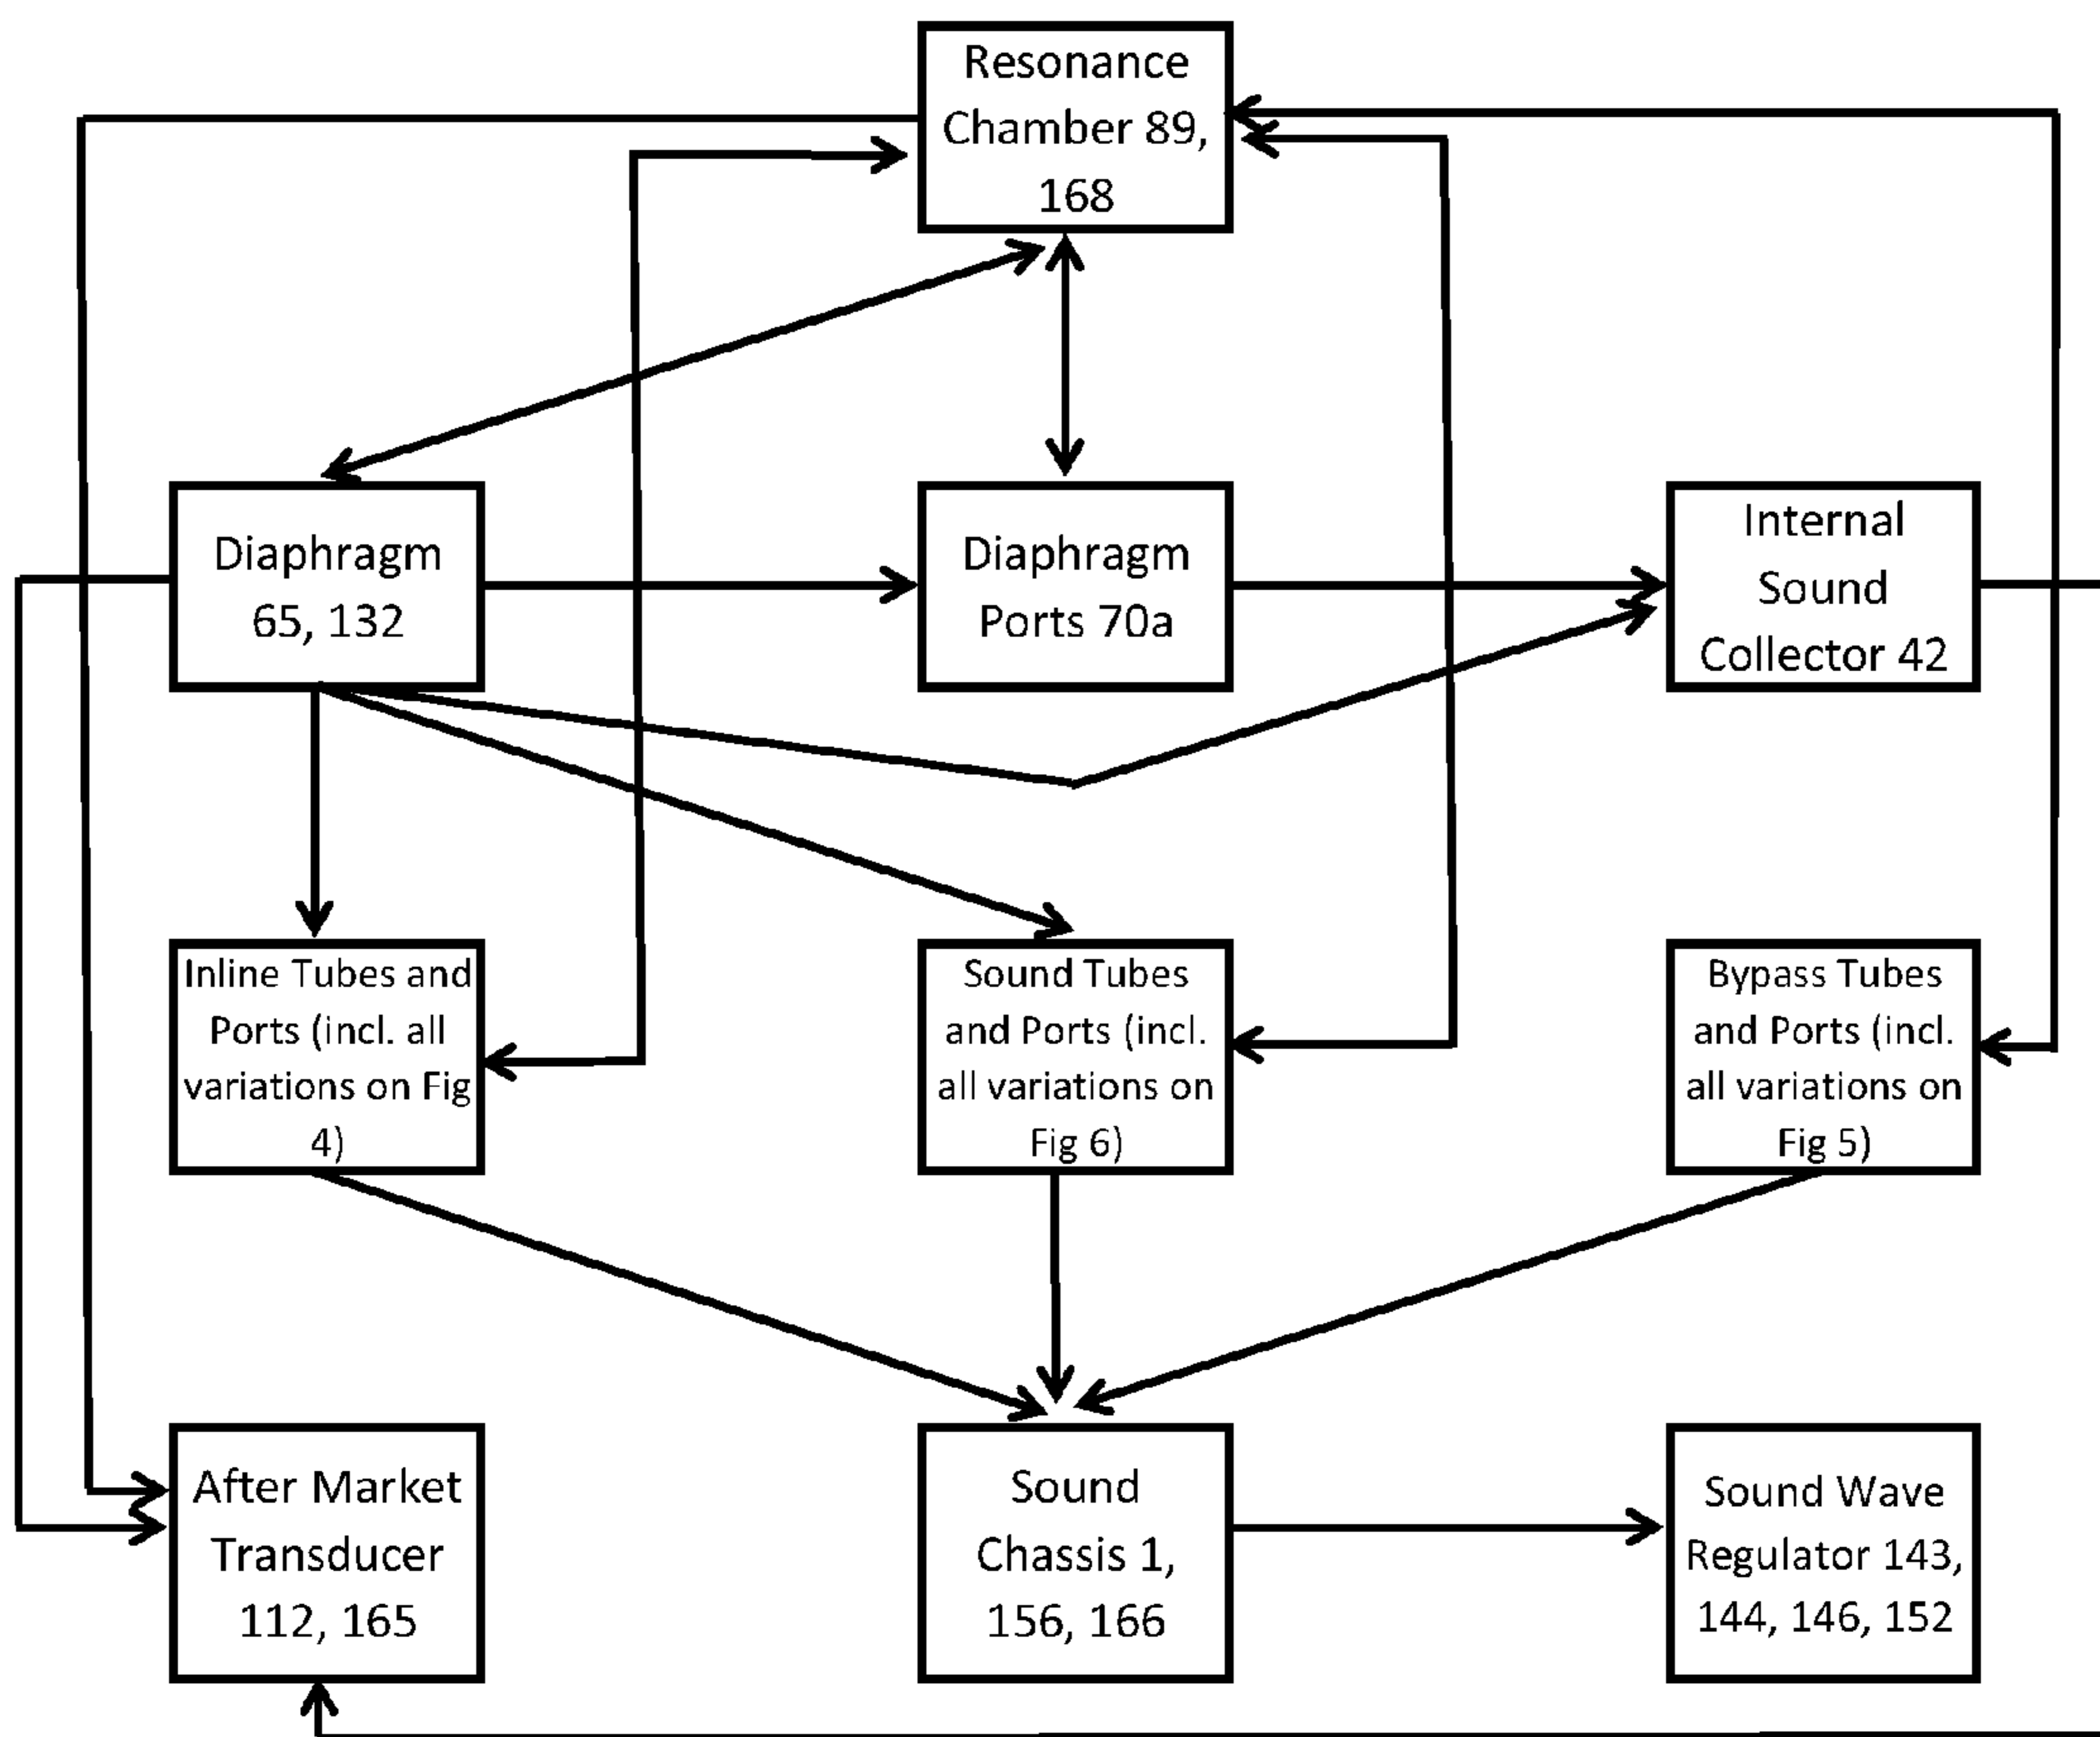 Resonance
Chamber 89,
168
Diaphragm
65, 132
Diaphragm
Ports 70a
Internal
Sound
Collector 42
Inline Tubes and
Ports (incl. all
variations on Fig
4)
Sound Tubes
and Ports (incl.
all variations on
Fig 6)
Bypass Tubes
and Ports (incl.
all variations on
Fig 5)
After Market
Transducer
112, 165
Sound
Chassis 1,
156, 166
Sound Wave
Regulator 143,
144, 146, 152